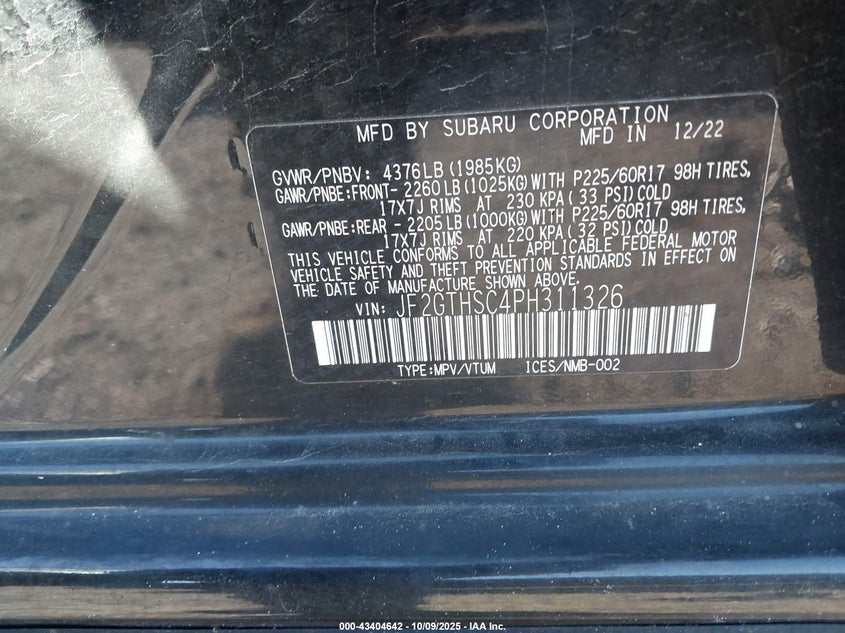 MFD BY SUBARU CORPORATION
MFD IN 12/22
GVWR/PNBV: 4376LB(1985KG)
GAWR/PNBE:FRONT- 2260LB(1025KG)WITH P225/60R17 98H TIRES,
17X7J RIMS AT 230 KPA(33 PSI)COLD
GAWR/PNBE:REAR - 2205LB(1000KG)WITH P225/60R17 98H TIRES,
17X7J RIMS AT 220 KPA(32 PSI)COLD
THIS VEHICLE CONFORMS TO ALL APPLICABLE FEDERAL MOTOR
VEHICLE SAFETY AND THEFT PREVENTION STANDARDS IN EFFECT ON
THE DATE OF MANUFACTURE SHOWN ABOVE.
VIN: JF2GTHSC4PH311326
TYPE:MPV/VTUM ICES/NMB-002
000-43404642 - 10/09/2025 - IAA Inc.